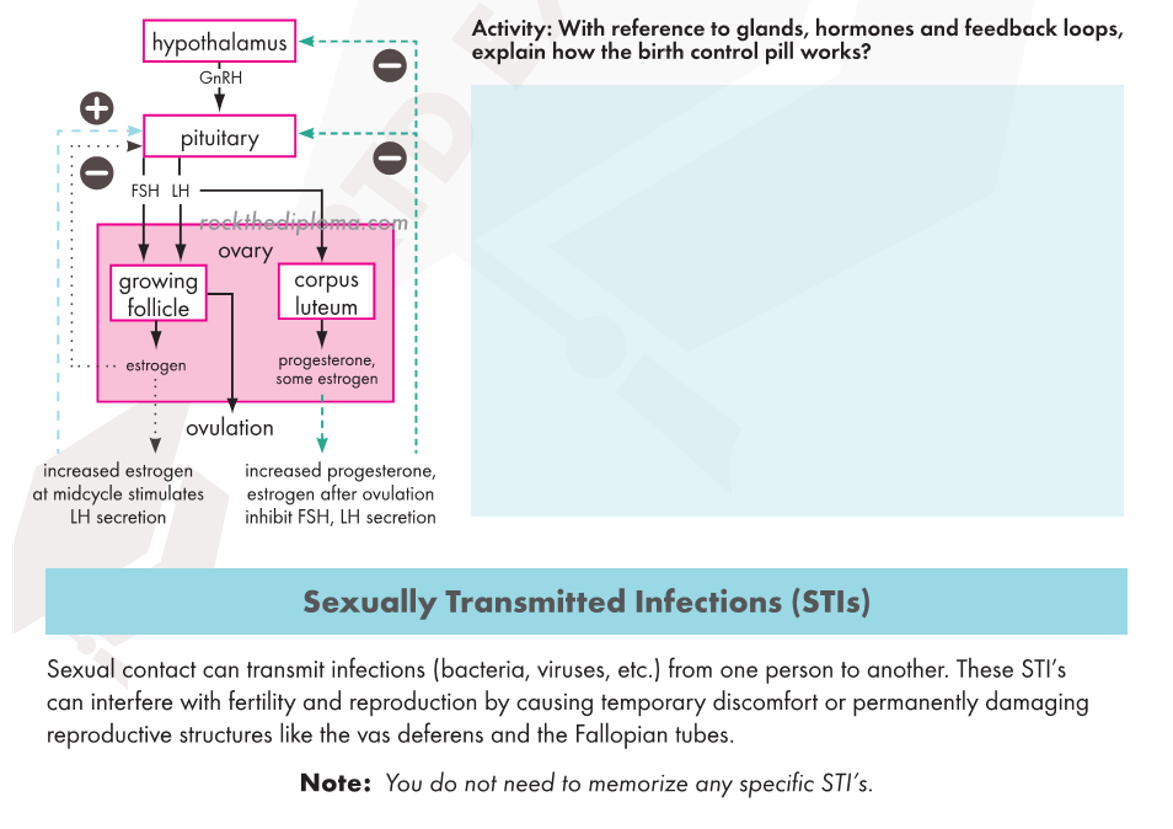 hypothalamus
GnRH
+
−
pituitary
−
−
FSH LH
rockthediploma.com
ovary
growing
follicle
corpus
luteum
estrogen
progesterone,
some estrogen
ovulation
increased estrogen
at midcycle stimulates
LH secretion
increased progesterone,
estrogen after ovulation
inhibit FSH, LH secretion
Activity: With reference to glands, hormones and feedback loops,
explain how the birth control pill works?
Sexually Transmitted Infections (STIs)
Sexual contact can transmit infections (bacteria, viruses, etc.) from one person to another. These STI's
can interfere with fertility and reproduction by causing temporary discomfort or permanently damaging
reproductive structures like the vas deferens and the Fallopian tubes.
Note: You do not need to memorize any specific STI's.